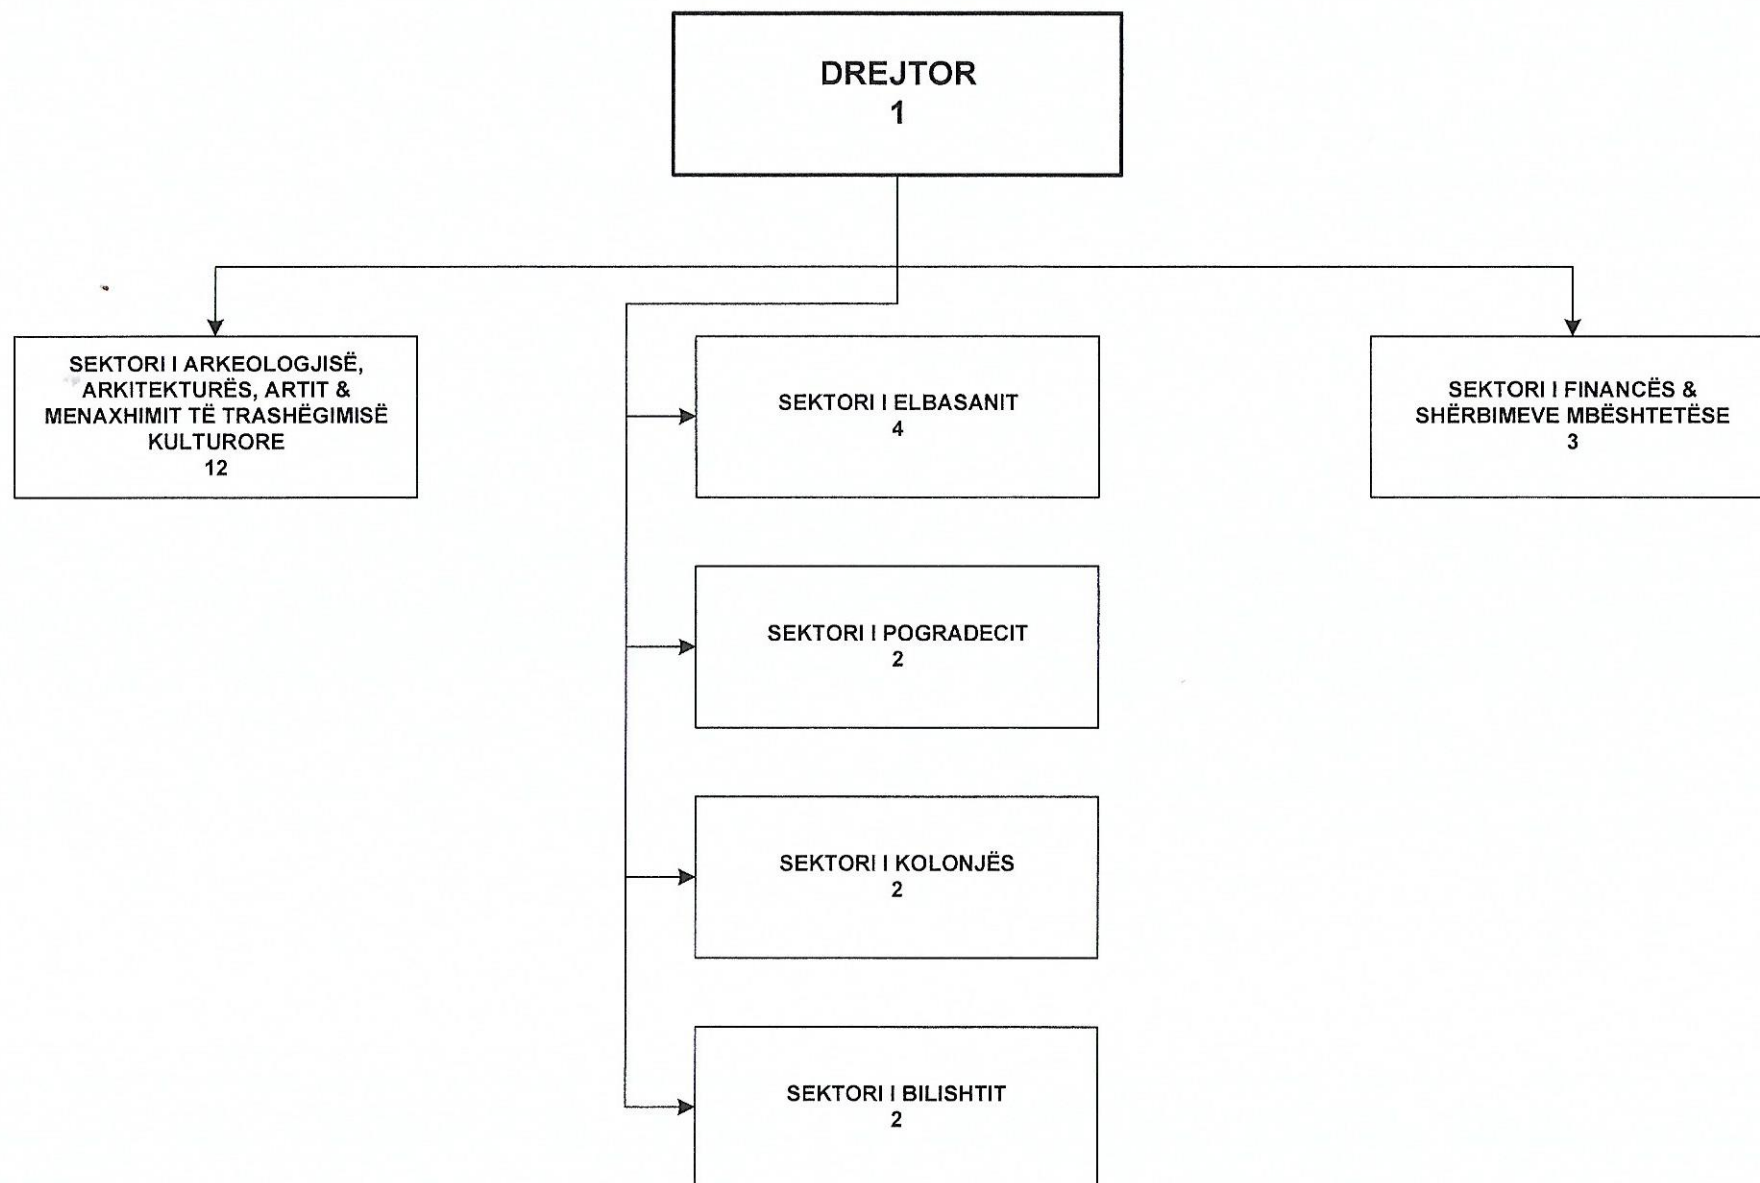 DREJTOR
1
SEKTORI I ARKEOLOGJISË,
ARKITEKTURËS, ARTIT &
MENAXHIMIT TË TRASHËGIMISË
KULTURORE
12
SEKTORI I ELBASANIT
4
SEKTORI I FINANCËS &
SHËRBIMEVE MBËSHTETËSE
3
SEKTORI I POGRADECIT
2
SEKTORI I KOLONJËS
2
SEKTORI I BILISHTIT
2